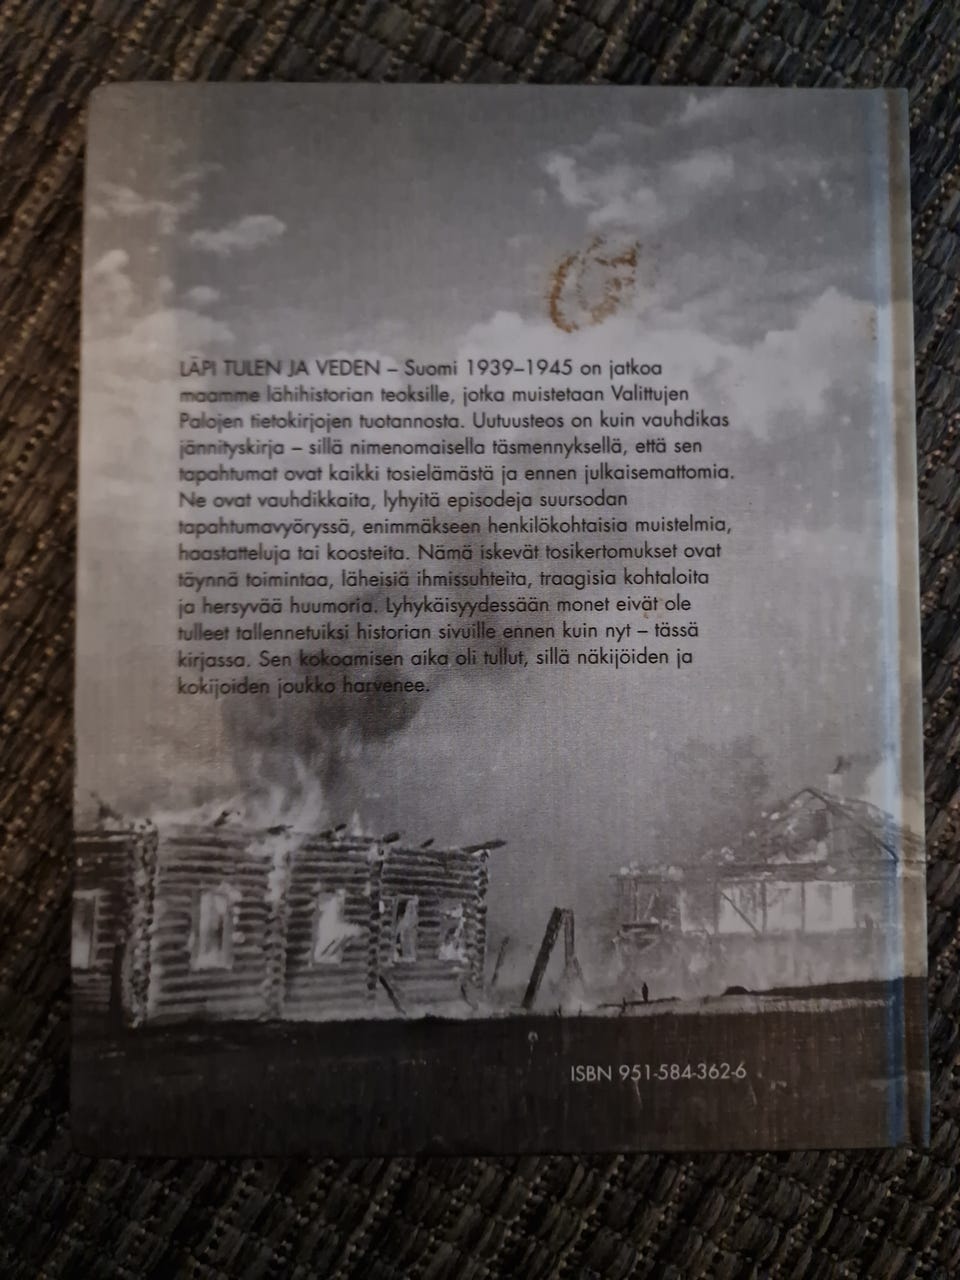 LÄPI TULEN JA VEDEN – Suomi 1939–1945 on jatkoa
maamme lähihistorian teoksille, jotka muistetaan Valittujen
Palojen tietokirjojen tuotannosta. Uutuusteos on kuin vauhdikas
jännityskirja – sillä nimenomaisella täsmennyksellä, että sen
tapahtumat ovat kaikki tosielämästä ja ennen julkaisemattomia.
Ne ovat vauhdikkaita, lyhyitä episodeja suursodan
tapahtumavyöryssä, enimmäkseen henkilökohtaisia muistelmia,
haastatteluja tai koosteita. Nämä iskevät tosikertomukset ovat
täynnä toimintaa, läheisiä ihmissuhteita, traagisia kohtaloita
ja hersyvää huumoria. Lyhykäisyydessään monet eivät ole
tulleet tallennetuiksi historian sivuille ennen kuin nyt – tässä
kirjassa. Sen kokoamisen aika oli tullut, sillä näkijöiden ja
kokijoiden joukko harvenee.
ISBN 951-584-362-6